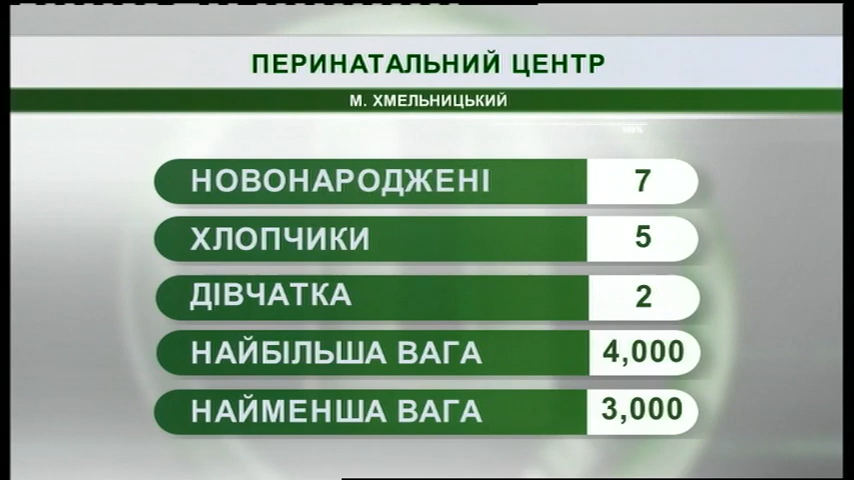 ПЕРИНАТАЛЬНИЙ ЦЕНТР
М. ХМЕЛЬНИЦЬКИЙ
НОВОНАРОДЖЕНІ 7
ХЛОПЧИКИ 5
ДІВЧАТКА 2
НАЙБІЛЬША ВАГА 4,000
НАЙМЕНША ВАГА 3,000